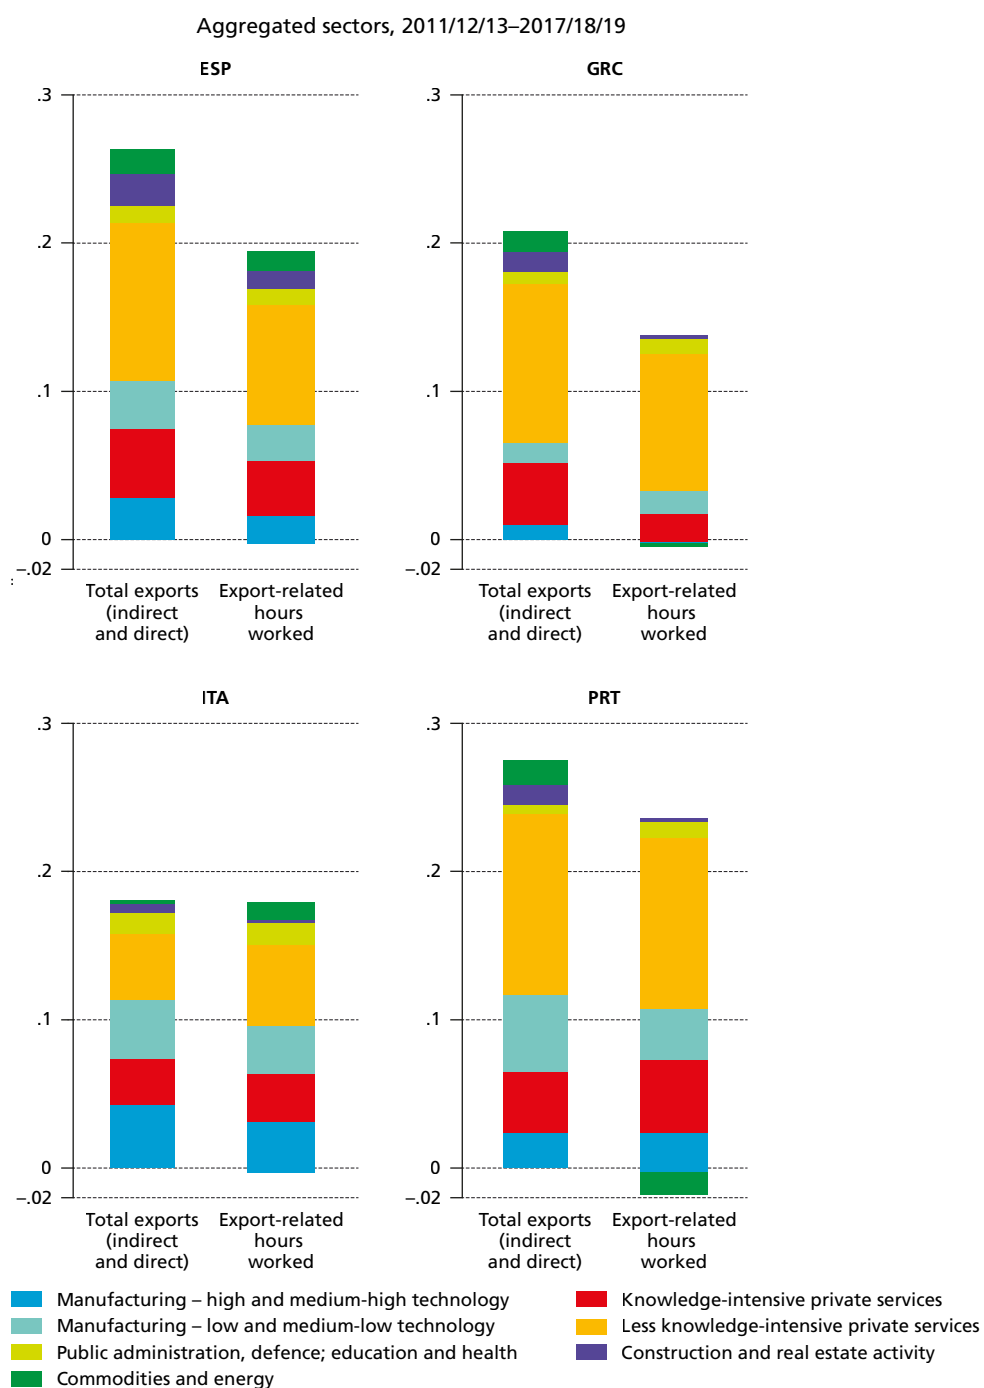 Aggregated sectors, 2011/12/13–2017/18/19
ESP
.3
.2
.1
0
–.02
Total exports
(indirect
and direct)
Export-related
hours
worked
GRC
.3
.2
.1
0
–.02
Total exports
(indirect
and direct)
Export-related
hours
worked
ITA
.3
.2
.1
0
–.02
Total exports
(indirect
and direct)
Export-related
hours
worked
PRT
.3
.2
.1
0
–.02
Total exports
(indirect
and direct)
Export-related
hours
worked
Manufacturing – high and medium-high technology
Manufacturing – low and medium-low technology
Public administration, defence; education and health
Commodities and energy
Knowledge-intensive private services
Less knowledge-intensive private services
Construction and real estate activity